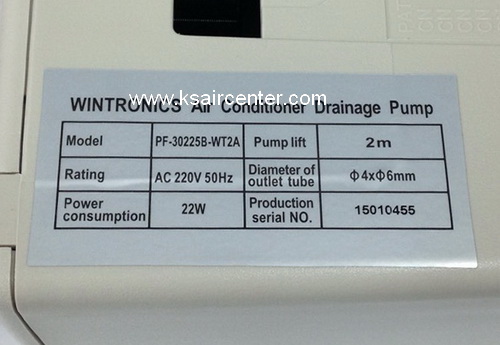 www.ksaircenter.com
WINTRONICS Air Conditioner Drainage Pump
Model PF-30225B-WT2A Pump lift 2m
Rating AC 220V 50Hz Diameter of outlet tube Φ4xΦ6mm
Power consumption 22W Production serial NO. 15010455